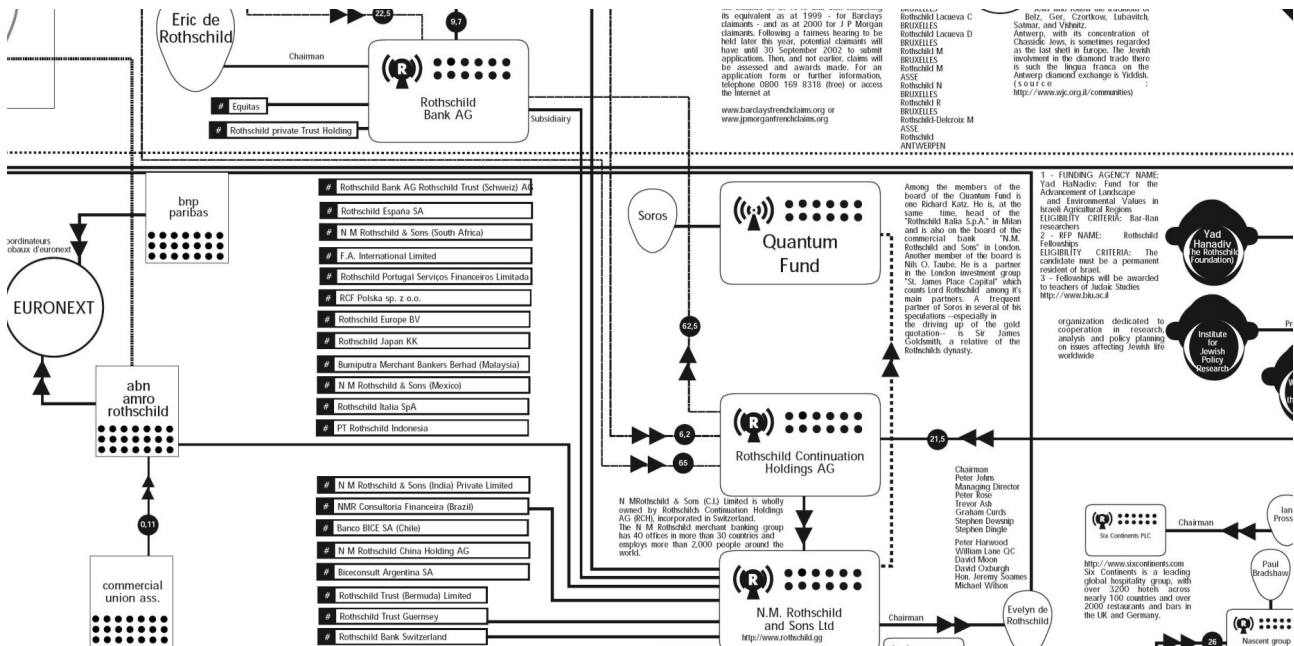 Eric de
Rothschild
Chairman
22,5
9,7
R
Rothschild
Bank AG
# Equitas
# Rothschild private Trust Holding
Subsidiairy
its equivalent as at 1999 - for Barclays
claimants - and as at 2000 for J P Morgan
claimants. Following a fairness hearing to be
held later this year, potential claimants will
have until 30 September 2002 to submit
applications. Then, and not earlier, claims will
be assessed and awards made. For an
application form or further information,
telephone 0800 169 8318 (free) or access
the Internet at
www.barclaysfrenchclaims.org or
www.jpmorganfrenchclaims.org
BRUXELLES
Rothschild Lacueva C
BRUXELLES
Rothschild Lacueva D
BRUXELLES
Rothschild M
BRUXELLES
Rothschild M
ASSE
Rothschild N
BRUXELLES
Rothschild R
BRUXELLES
Rothschild-Delcroix M
ASSE
Rothschild
ANTWERPEN
Belz, Ger, Czortkow, Lubavitch,
Satmar, and Vishnitz.
Antwerp, with its concentration of
Chassidic Jews, is sometimes regarded
as the last shetl in Europe. The Jewish
involvment in the diamond trade there
is such the lingua franca on the
Antwerp diamond exchange is Yiddish.
(source :
http://www.wjc.org.il/communities)
bnp
paribas
oordinateurs
obaux d'euronext
EURONEXT
abn
amro
rothschild
0,11
commercial
union ass.
# Rothschild Bank AG Rothschild Trust (Schweiz) AG
# Rothschild España SA
# N M Rothschild & Sons (South Africa)
# F.A. International Limited
# Rothschild Portugal Serviços Financeiros Limitada
# RCF Polska sp. z o.o.
# Rothschild Europe BV
# Rothschild Japan KK
# Bumiputra Merchant Bankers Berhad (Malaysia)
# N M Rothschild & Sons (Mexico)
# Rothschild Italia SpA
# PT Rothschild Indonesia
# N M Rothschild & Sons (India) Private Limited
# NMR Consultoria Financeira (Brazil)
# Banco BICE SA (Chile)
# N M Rothschild China Holding AG
# Biceconsult Argentina SA
# Rothschild Trust (Bermuda) Limited
# Rothschild Trust Guernsey
# Rothschild Bank Switzerland
Soros
Quantum
Fund
62,5
6,2
65
R
Rothschild Continuation
Holdings AG
21,5
N MRothschild & Sons (C.I.) Limited is wholly
owned by Rothschilds Continuation Holdings
AG (RCH), incorporated in Switzerland.
The N M Rothschild merchant banking group
has 40 offices in more than 30 countries and
employs more than 2,000 people around the
world.
R
N.M. Rothschild
and Sons Ltd
http://www.rothschild.gg
Chairman
Evelyn de
Rothschild
Among the members of the
board of the Quantum Fund is
one Richard Katz. He is, at the
same time, head of the
"Rothschild Italia S.p.A." in Milan
and is also on the board of the
commercial bank "N.M.
Rothschild and Sons" in London.
Another member of the board is
Nils O. Taube. He is a partner
in the London investment group
"St. James Place Capital" which
counts Lord Rothschild among it's
main partners. A frequent
partner of Soros in several of his
speculations --especially in
the driving up of the gold
quotation-- is Sir James
Goldsmith, a relative of the
Rothschilds dynasty.
Chairman
Peter Johns
Managing Director
Peter Rose
Trevor Ash
Graham Curds
Stephen Dewsnip
Stephen Dingle
Peter Harwood
William Lane QC
David Moon
David Oxburgh
Hon. Jeremy Soames
Michael Wilson
1 - FUNDING AGENCY NAME:
Yad HaNadiv: Fund for the
Advancement of Landscape
and Environmental Values in
Israeli Agricultural Regions
ELIGIBILITY CRITERIA: Bar-Ilan
researchers
2 - RFP NAME: Rothschild
Fellowships
ELIGIBILITY CRITERIA: The
candidate must be a permanent
resident of Israel.
3 - Fellowships will be awarded
to teachers of Judaic Studies
http://www.biu.ac.il
Yad
Hanadiv
(The Rothschild
Foundation)
organization dedicated to
cooperation in research,
analysis and policy planning
on issues affecting Jewish life
worldwide
Institute
for
Jewish
Policy
Research
R
Six Continents PLC
Chairman
Ian
Pross
http://www.sixcontinents.com
Six Continents is a leading
global hospitality group, with
over 3200 hotels across
nearly 100 countries and over
2000 restaurants and bars in
the UK and Germany.
Paul
Bradshaw
26
R
Nascent group